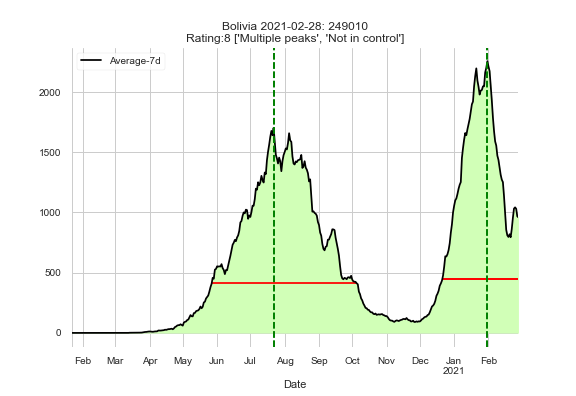 Bolivia 2021-02-28: 249010
Rating:8 ['Multiple peaks', 'Not in control']
Average-7d
2000
1500
1000
500
0
Feb Mar Apr May Jun Jul Aug Sep Oct Nov Dec Jan Feb
2021
Date